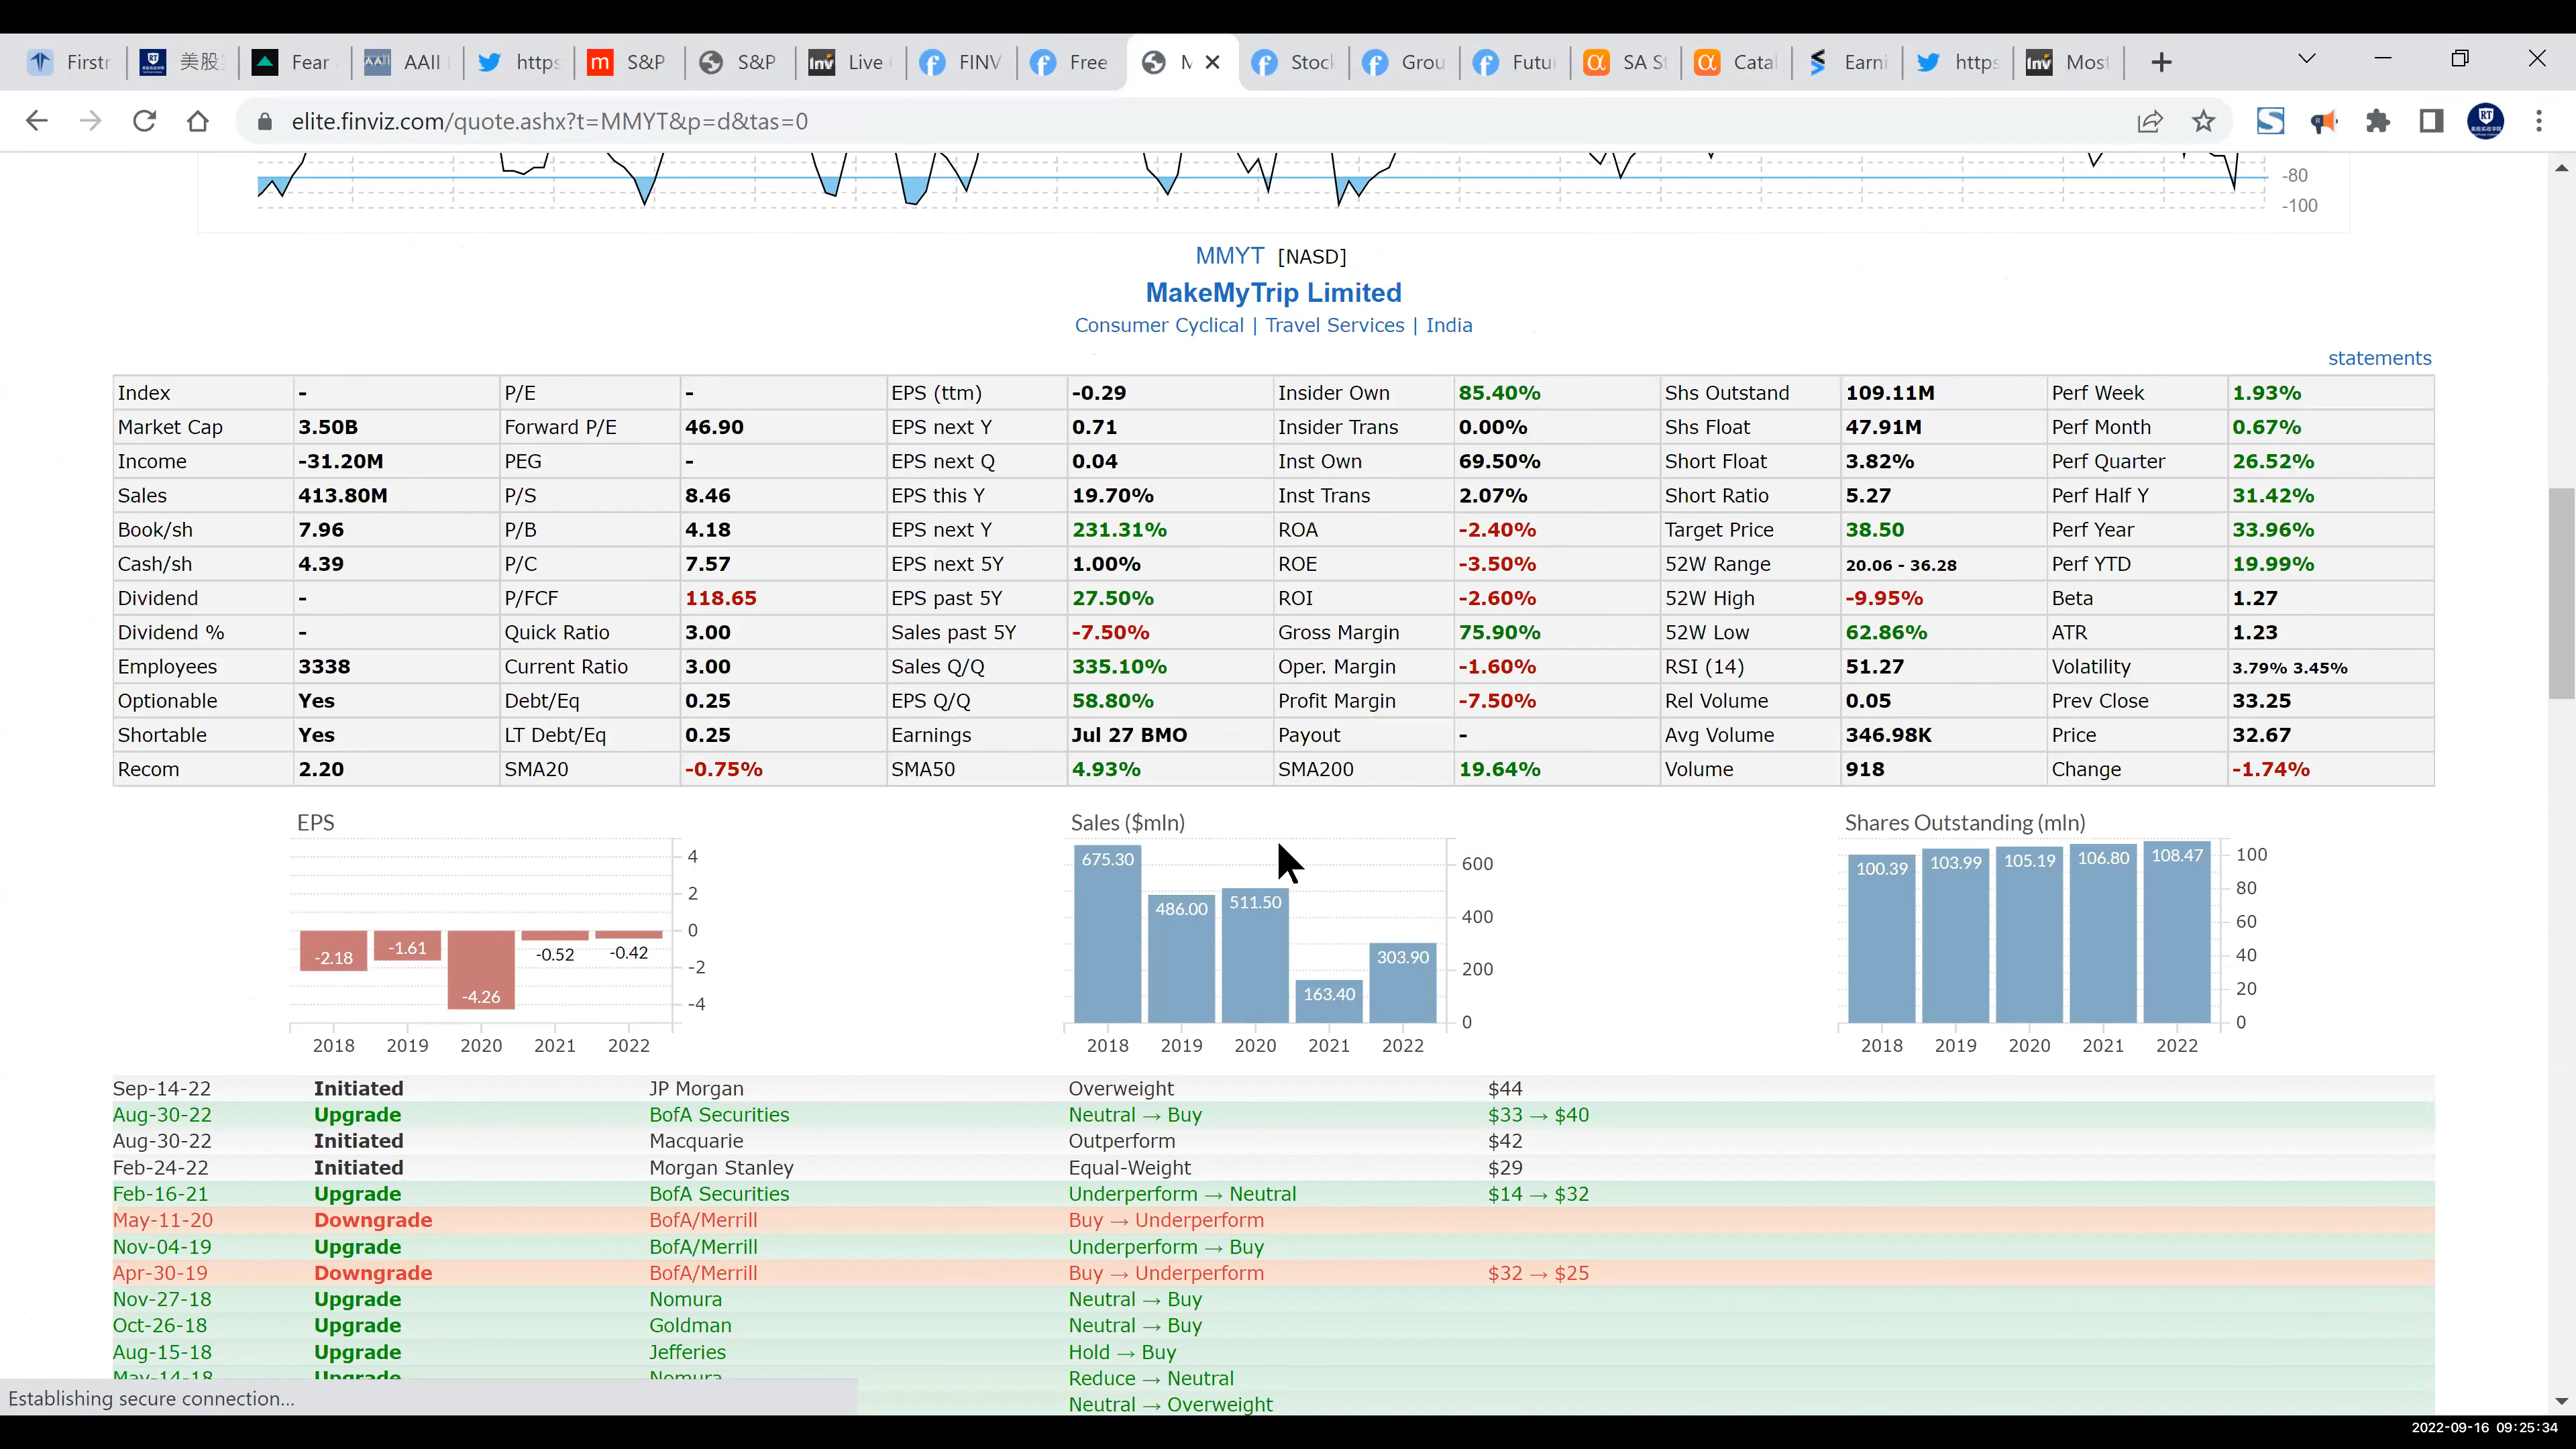 Firstr 美股 Fear AAII https S&P S&P Live FINV Free M Stock Grou Futur SA St Catal Earni https Most
elite.finviz.com/quote.ashx?t=MMYT&p=d&tas=0
-80
-100
MMYT [NASD]
MakeMyTrip Limited
Consumer Cyclical | Travel Services | India
statements
Index - P/E - EPS (ttm) -0.29 Insider Own 85.40% Shs Outstand 109.11M Perf Week 1.93%
Market Cap 3.50B Forward P/E 46.90 EPS next Y 0.71 Insider Trans 0.00% Shs Float 47.91M Perf Month 0.67%
Income -31.20M PEG - EPS next Q 0.04 Inst Own 69.50% Short Float 3.82% Perf Quarter 26.52%
Sales 413.80M P/S 8.46 EPS this Y 19.70% Inst Trans 2.07% Short Ratio 5.27 Perf Half Y 31.42%
Book/sh 7.96 P/B 4.18 EPS next Y 231.31% ROA -2.40% Target Price 38.50 Perf Year 33.96%
Cash/sh 4.39 P/C 7.57 EPS next 5Y 1.00% ROE -3.50% 52W Range 20.06 - 36.28 Perf YTD 19.99%
Dividend - P/FCF 118.65 EPS past 5Y 27.50% ROI -2.60% 52W High -9.95% Beta 1.27
Dividend % - Quick Ratio 3.00 Sales past 5Y -7.50% Gross Margin 75.90% 52W Low 62.86% ATR 1.23
Employees 3338 Current Ratio 3.00 Sales Q/Q 335.10% Oper. Margin -1.60% RSI (14) 51.27 Volatility 3.79% 3.45%
Optionable Yes Debt/Eq 0.25 EPS Q/Q 58.80% Profit Margin -7.50% Rel Volume 0.05 Prev Close 33.25
Shortable Yes LT Debt/Eq 0.25 Earnings Jul 27 BMO Payout - Avg Volume 346.98K Price 32.67
Recom 2.20 SMA20 -0.75% SMA50 4.93% SMA200 19.64% Volume 918 Change -1.74%
EPS
4
2
0
-2
-4
-2.18 -1.61 -4.26 -0.52 -0.42
2018 2019 2020 2021 2022
Sales ($mln)
675.30 486.00 511.50 163.40 303.90
600
400
200
0
2018 2019 2020 2021 2022
Shares Outstanding (mln)
100.39 103.99 105.19 106.80 108.47
100
80
60
40
20
0
2018 2019 2020 2021 2022
Sep-14-22 Initiated JP Morgan Overweight $44
Aug-30-22 Upgrade BofA Securities Neutral → Buy $33 → $40
Aug-30-22 Initiated Macquarie Outperform $42
Feb-24-22 Initiated Morgan Stanley Equal-Weight $29
Feb-16-21 Upgrade BofA Securities Underperform → Neutral $14 → $32
May-11-20 Downgrade BofA/Merrill Buy → Underperform
Nov-04-19 Upgrade BofA/Merrill Underperform → Buy
Apr-30-19 Downgrade BofA/Merrill Buy → Underperform $32 → $25
Nov-27-18 Upgrade Nomura Neutral → Buy
Oct-26-18 Upgrade Goldman Neutral → Buy
Aug-15-18 Upgrade Jefferies Hold → Buy
May-14-18 Upgrade Nomura Reduce → Neutral
Neutral → Overweight
Establishing secure connection...
2022-09-16 09:25:34